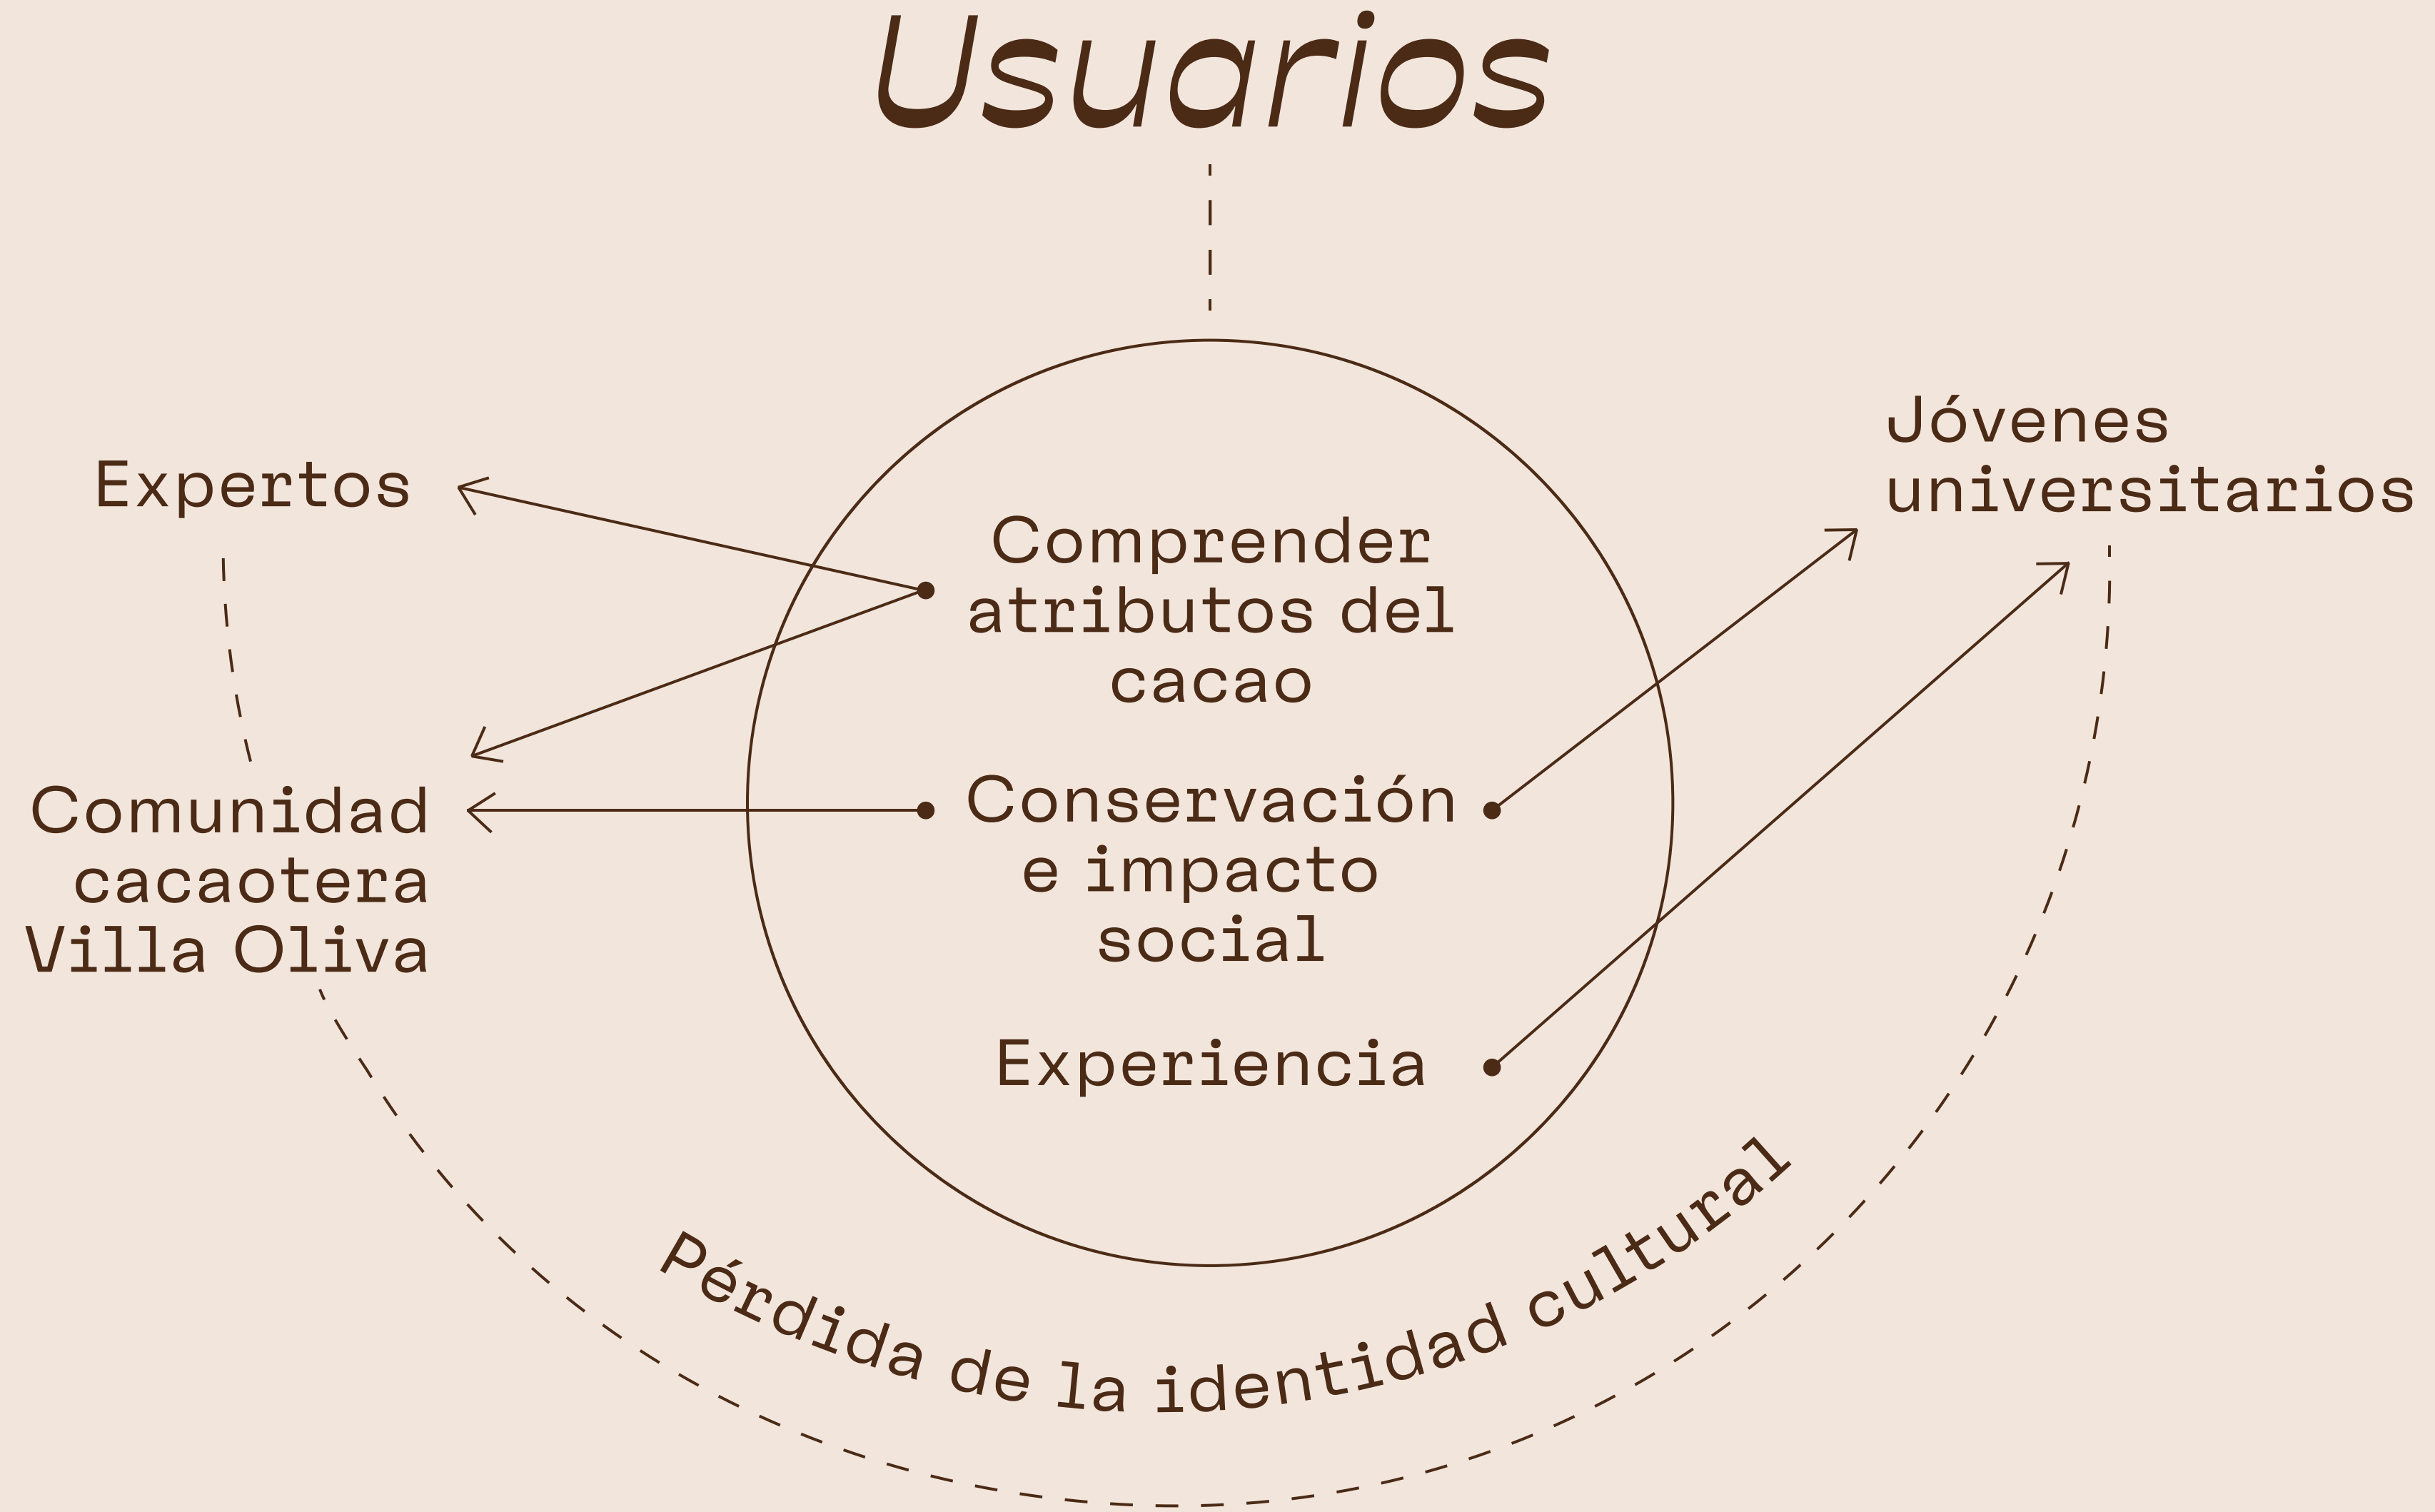 Usuarios
Expertos
Comunidad
cacaotera
Villa Oliva
Comprender
atributos del
cacao
Conservación
e impacto
social
Experiencia
Jóvenes
universitarios
Pérdida de la identidad cultural